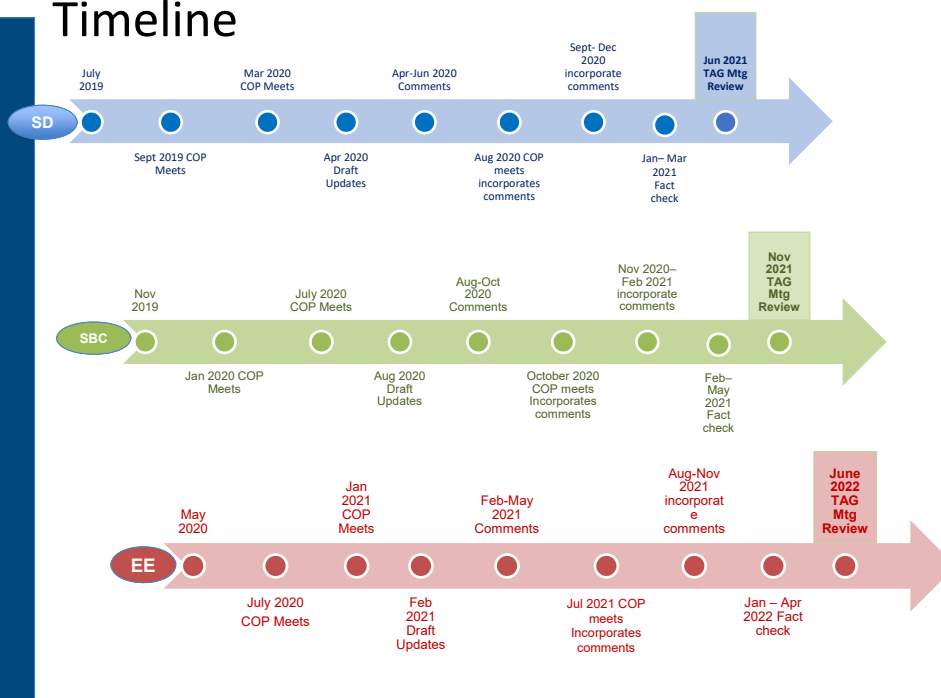 Timeline
SD
July
2019
Sept 2019 COP
Meets
Mar 2020
COP Meets
Apr 2020
Draft
Updates
Apr-Jun 2020
Comments
Aug 2020 COP
meets
incorporates
comments
Sept- Dec
2020
incorporate
comments
Jan– Mar
2021
Fact
check
Jun 2021
TAG Mtg
Review
SBC
Nov
2019
Jan 2020 COP
Meets
July 2020
COP Meets
Aug 2020
Draft
Updates
Aug-Oct
2020
Comments
October 2020
COP meets
Incorporates
comments
Nov 2020–
Feb 2021
incorporate
comments
Feb–
May
2021
Fact
check
Nov
2021
TAG
Mtg
Review
EE
May
2020
July 2020
COP Meets
Jan
2021
COP
Meets
Feb
2021
Draft
Updates
Feb-May
2021
Comments
Jul 2021 COP
meets
Incorporates
comments
Aug-Nov
2021
incorporat
e
comments
Jan – Apr
2022 Fact
check
June
2022
TAG
Mtg
Review